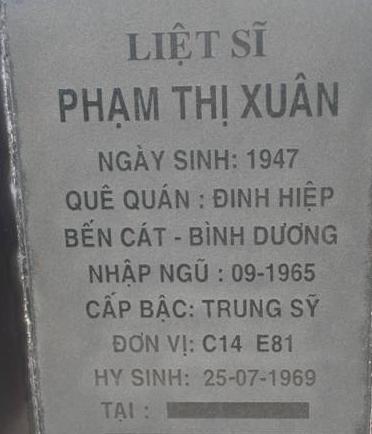 LIỆT SĨ
PHẠM THỊ XUÂN
NGÀY SINH: 1947
QUÊ QUÁN : ĐINH HIỆP
BẾN CÁT - BÌNH DƯƠNG
NHẬP NGŨ : 09-1965
CẤP BẬC: TRUNG SỸ
ĐƠN VỊ: C14 E81
HY SINH: 25-07-1969
TẠI :